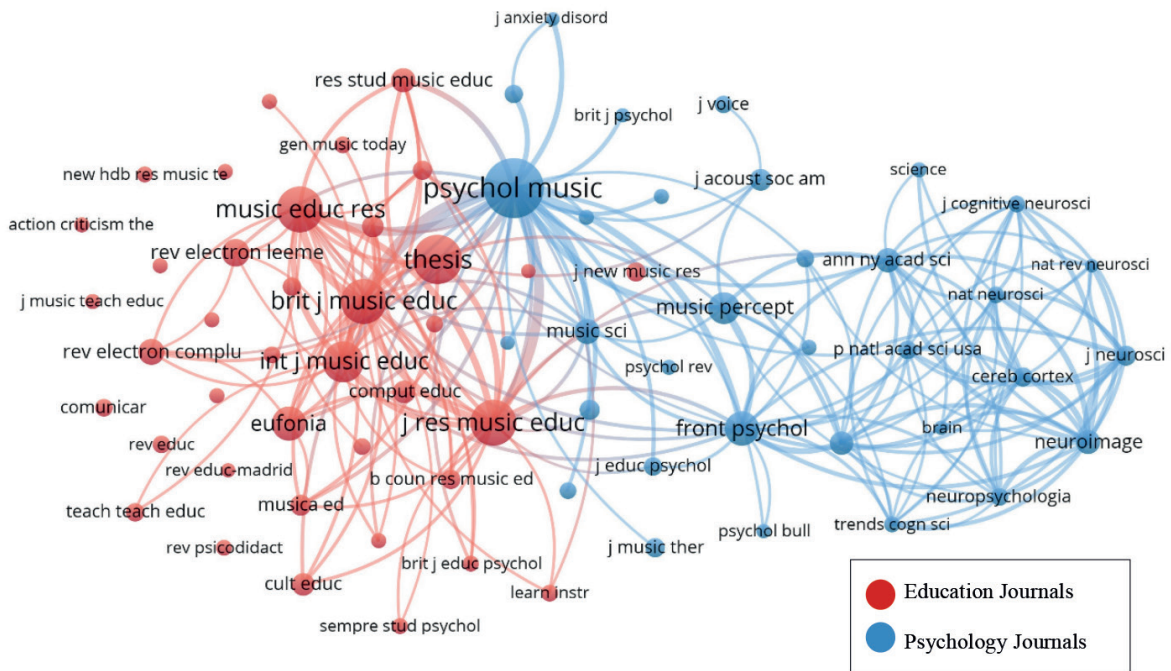 j anxiety disord
res stud music educ
j voice
brit j psychol
gen music today
new hdb res music te
psychol music
j acoust soc am
science
music educ res
j cognitive neurosci
action criticism the
rev electron leeme
thesis
ann ny acad sci
nat rev neurosci
j new music res
nat neurosci
j music teach educ
brit j music educ
music percept
music sci
rev electron complu
int j music educ
p natl acad sci usa
j neurosci
psychol rev
cereb cortex
comput educ
comunicar
eufonia
j res music educ
front psychol
brain
rev educ
neuroimage
rev educ-madrid
b coun res music ed
j educ psychol
neuropsychologia
teach teach educ
musica ed
trends cogn sci
psychol bull
rev psicodidact
j music ther
brit j educ psychol
cult educ
learn instr
sempre stud psychol
Education Journals
Psychology Journals